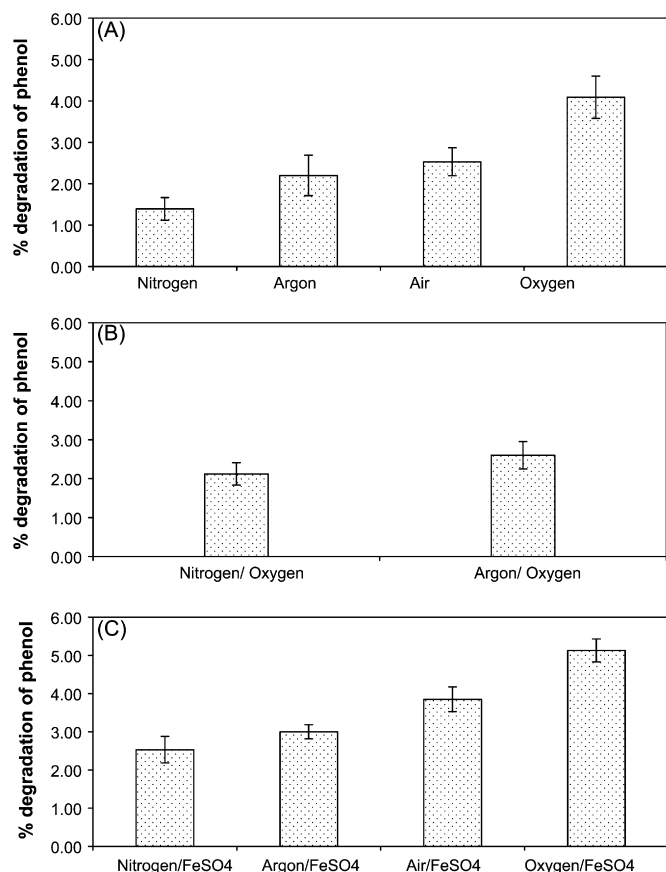 (A)
% degradation of phenol
6.00
5.00
4.00
3.00
2.00
1.00
0.00
Nitrogen Argon Air Oxygen
(B)
% degradation of phenol
6.00
5.00
4.00
3.00
2.00
1.00
0.00
Nitrogen/ Oxygen Argon/ Oxygen
(C)
% degradation of phenol
6.00
5.00
4.00
3.00
2.00
1.00
0.00
Nitrogen/FeSO4 Argon/FeSO4 Air/FeSO4 Oxygen/FeSO4